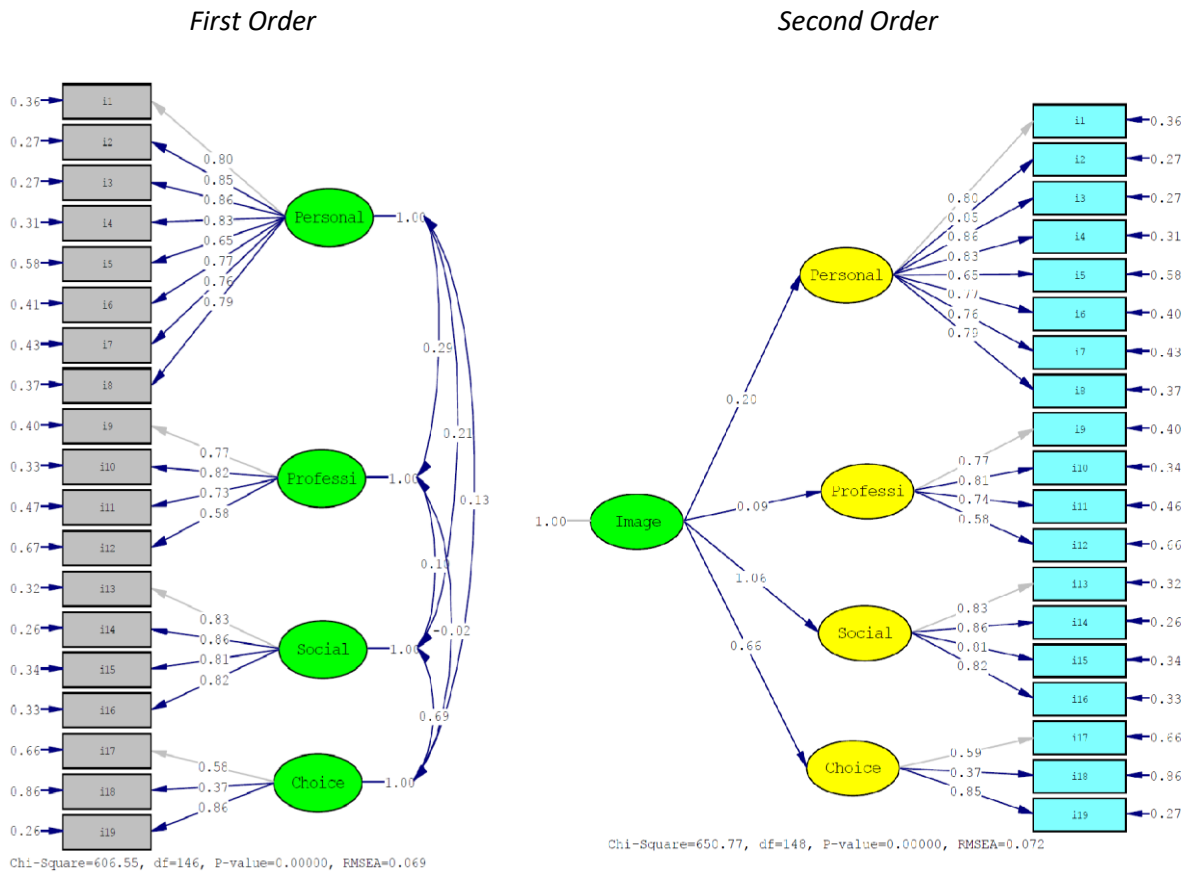 First Order
0.36 i1
0.27 i2
0.27 i3
0.31 i4
0.58 i5
0.41 i6
0.43 i7
0.37 i8
0.40 i9
0.33 i10
0.47 i11
0.67 i12
0.32 i13
0.26 i14
0.34 i15
0.33 i16
0.66 i17
0.86 i18
0.26 i19
0.80
0.85
0.86
0.83
0.65
0.77
0.76
0.79
Personal 1.00
0.77
0.82
0.73
0.58
Professi 1.00
0.83
0.86
0.81
0.82
Social 1.00
0.58
0.37
0.86
Choice 1.00
0.29
0.21
0.13
0.10
-0.02
0.69
Chi-Square=606.55, df=146, P-value=0.00000, RMSEA=0.069
Second Order
1.00 Image
0.20
0.09
1.06
0.66
Personal
0.80
0.05
0.86
0.83
0.65
0.77
0.76
0.79
Professi
0.77
0.81
0.74
0.58
Social
0.83
0.86
0.81
0.82
Choice
0.59
0.37
0.85
i1 0.36
i2 0.27
i3 0.27
i4 0.31
i5 0.58
i6 0.40
i7 0.43
i8 0.37
i9 0.40
i10 0.34
i11 0.46
i12 0.66
i13 0.32
i14 0.26
i15 0.34
i16 0.33
i17 0.66
i18 0.86
i19 0.27
Chi-Square=650.77, df=148, P-value=0.00000, RMSEA=0.072